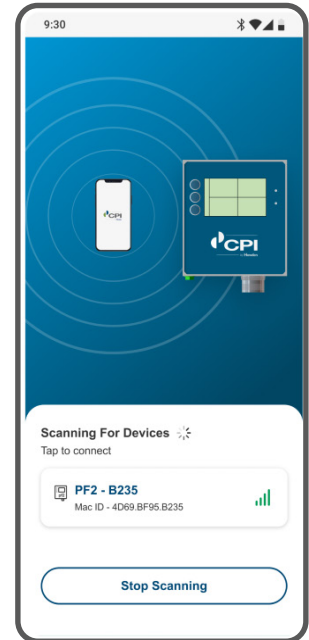 9:30
CPI
CPI
Scanning For Devices
Tap to connect
PF2 - B235
Mac ID - 4D69.BF95.B235
Stop Scanning